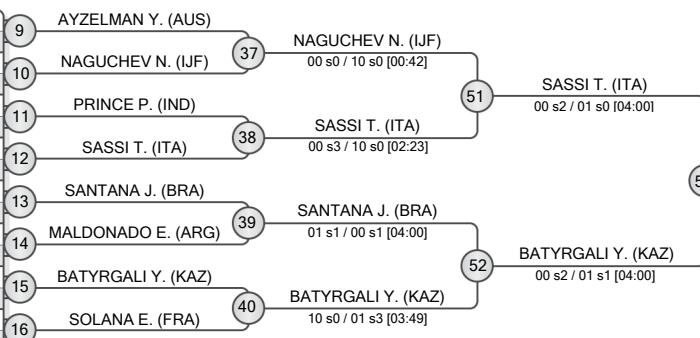 9
AYZELMAN Y. (AUS)
10
NAGUCHEV N. (IJF)
37
NAGUCHEV N. (IJF)
00 s0 / 10 s0 [00:42]
11
PRINCE P. (IND)
12
SASSI T. (ITA)
38
SASSI T. (ITA)
00 s3 / 10 s0 [02:23]
51
SASSI T. (ITA)
00 s2 / 01 s0 [04:00]
13
SANTANA J. (BRA)
14
MALDONADO E. (ARG)
39
SANTANA J. (BRA)
01 s1 / 00 s1 [04:00]
15
BATYRGALI Y. (KAZ)
16
SOLANA E. (FRA)
40
BATYRGALI Y. (KAZ)
10 s0 / 01 s3 [03:49]
52
BATYRGALI Y. (KAZ)
00 s2 / 01 s1 [04:00]